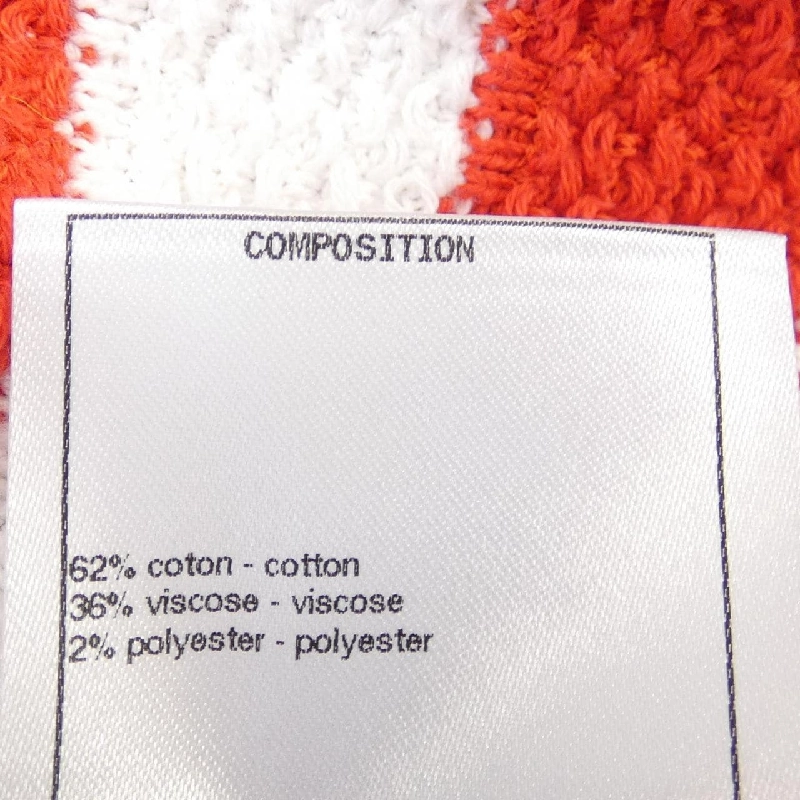 COMPOSITION
62% coton - cotton
36% viscose - viscose
2% polyester - polyester